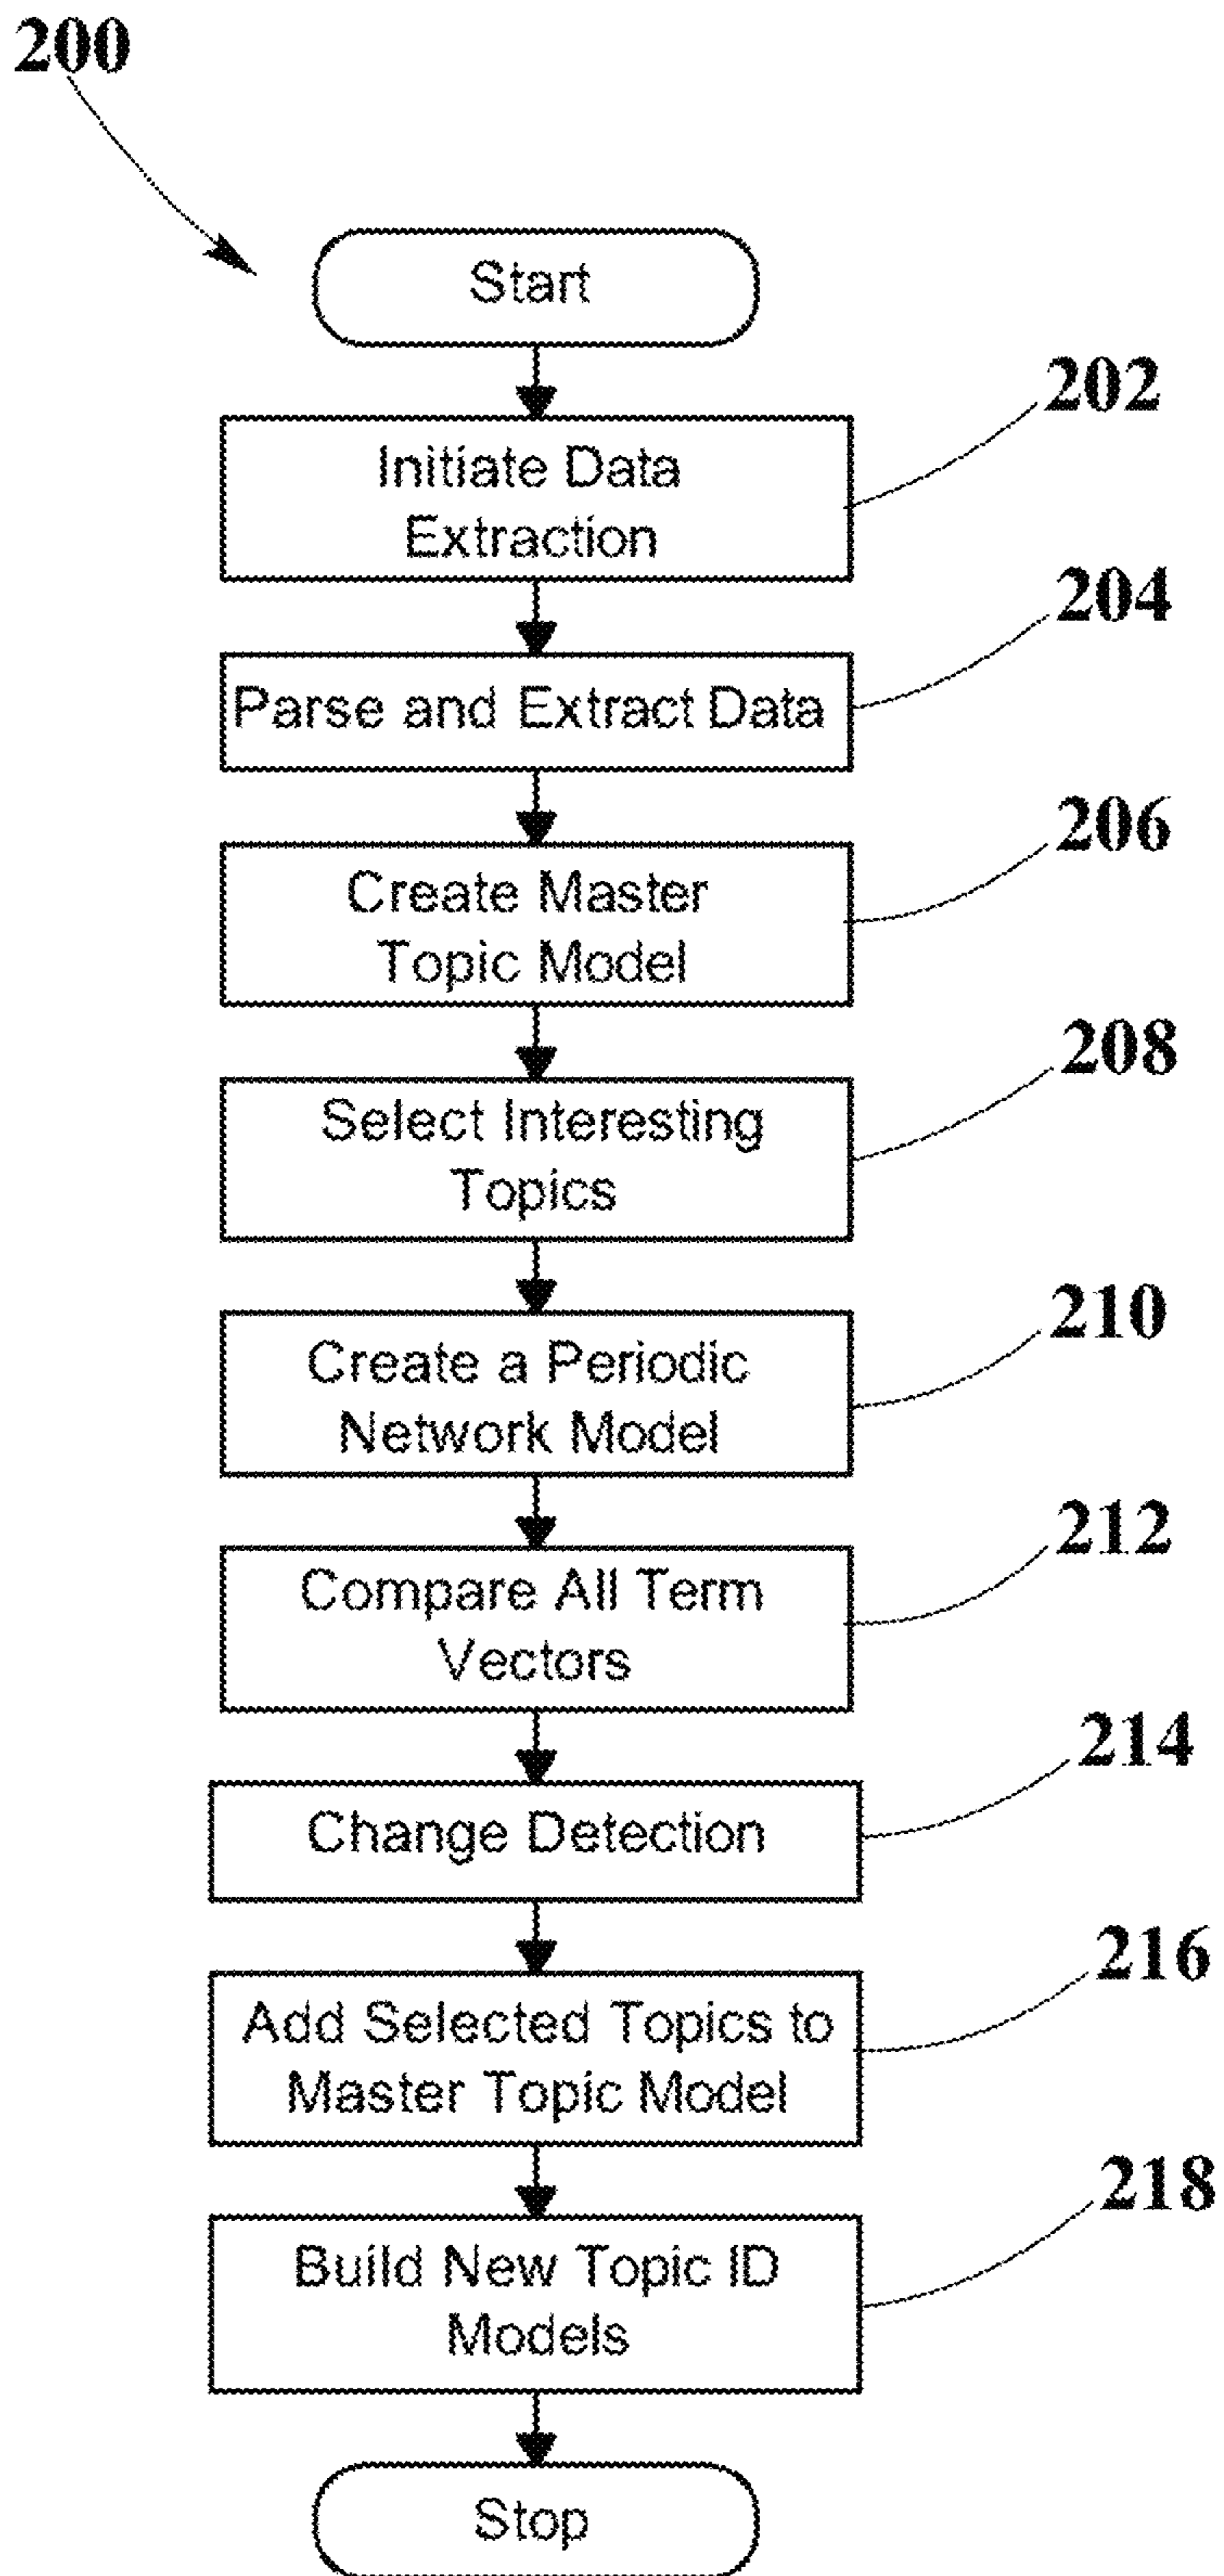 200
Start
202
Initiate Data
Extraction
204
Parse and Extract Data
206
Create Master
Topic Model
208
Select Interesting
Topics
210
Create a Periodic
Network Model
212
Compare All Term
Vectors
214
Change Detection
216
Add Selected Topics to
Master Topic Model
218
Build New Topic ID
Models
Stop